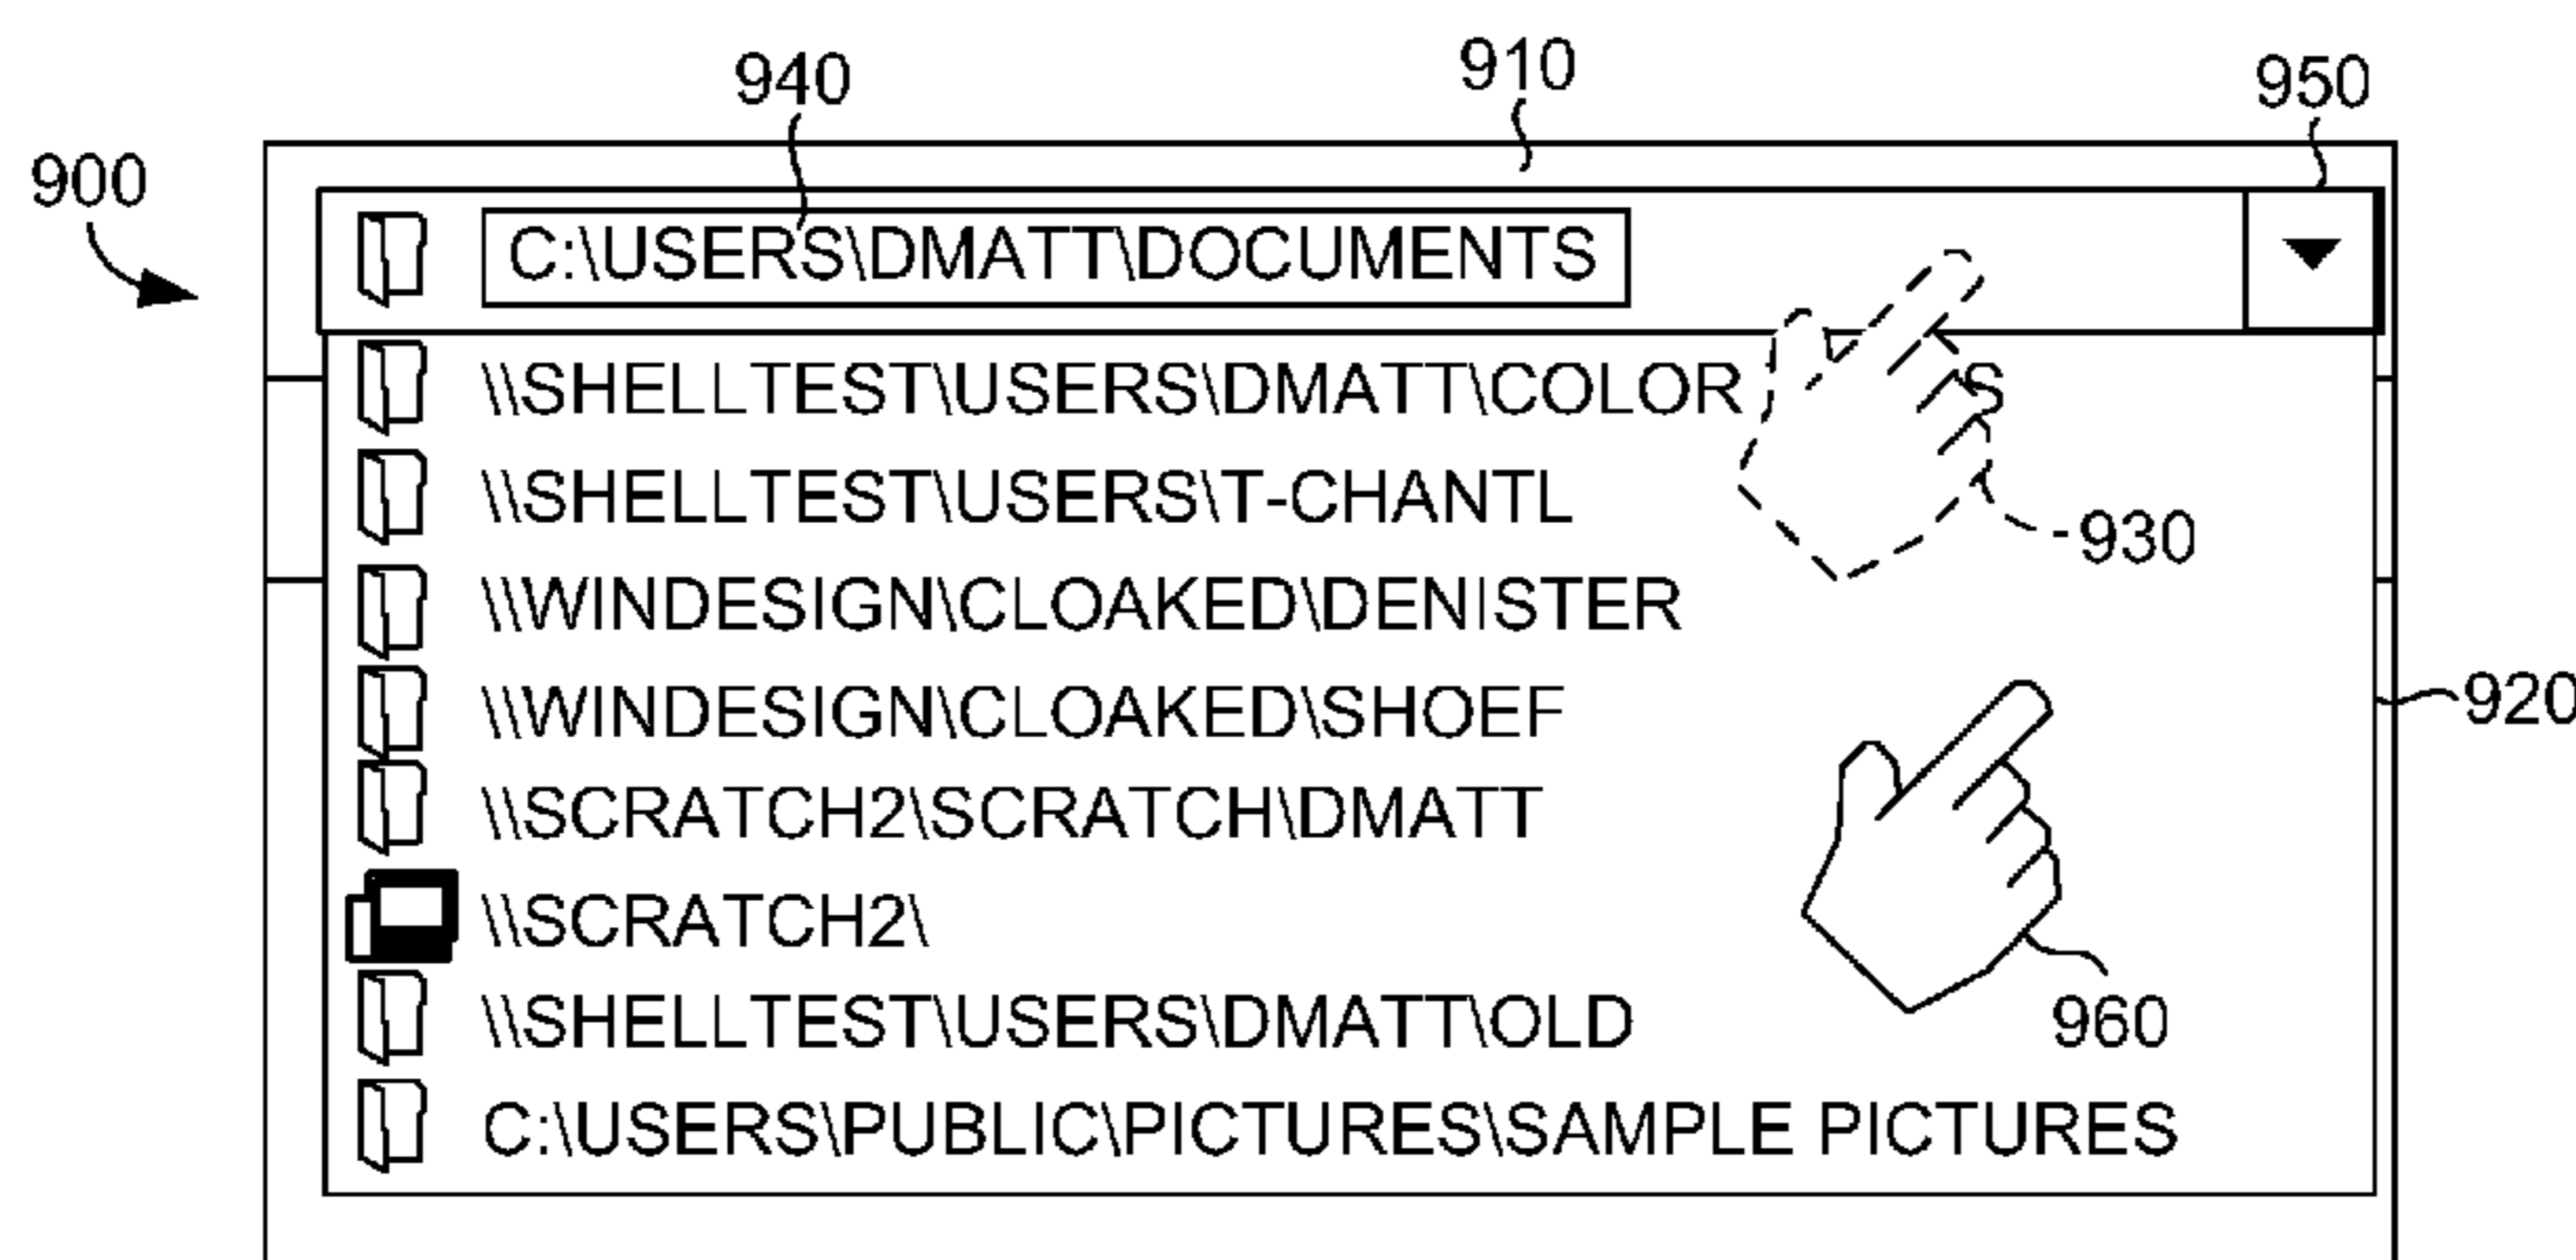 940 910 950
900
C:\USERS\DMATT\DOCUMENTS
\\SHELLTEST\USERS\DMATT\COLOR S
\\SHELLTEST\USERS\T-CHANTL
930
\\WINDESIGN\CLOAKED\DENISTER
\\WINDESIGN\CLOAKED\SHOEF
920
\\SCRATCH2\SCRATCH\DMATT
\\SCRATCH2\
\\SHELLTEST\USERS\DMATT\OLD
960
C:\USERS\PUBLIC\PICTURES\SAMPLE PICTURES